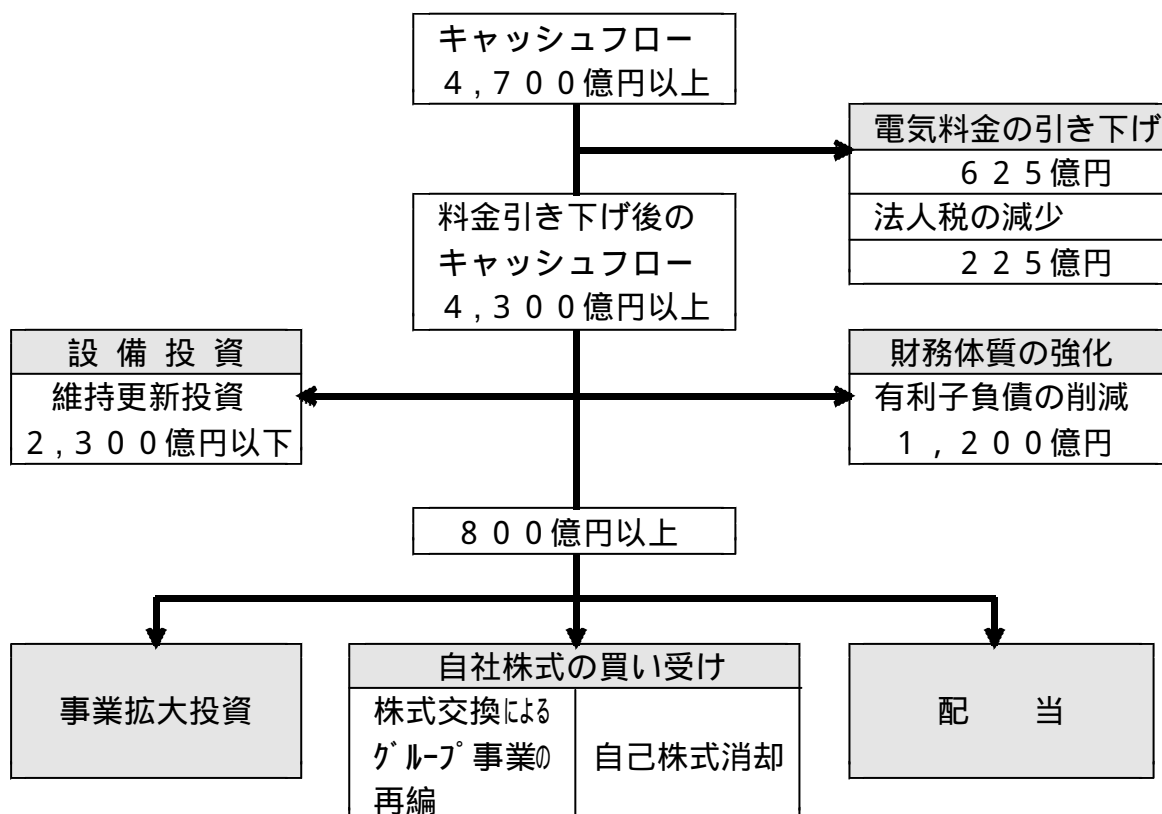 キャッシュフロー
4,700億円以上
電気料金の引き下げ
625億円
法人税の減少
225億円
料金引き下げ後の
キャッシュフロー
4,300億円以上
設備投資
維持更新投資
2,300億円以下
財務体質の強化
有利子負債の削減
1,200億円
800億円以上
事業拡大投資
自社株式の買い受け
株式交換による
グループ事業の
再編
自己株式消却
配当